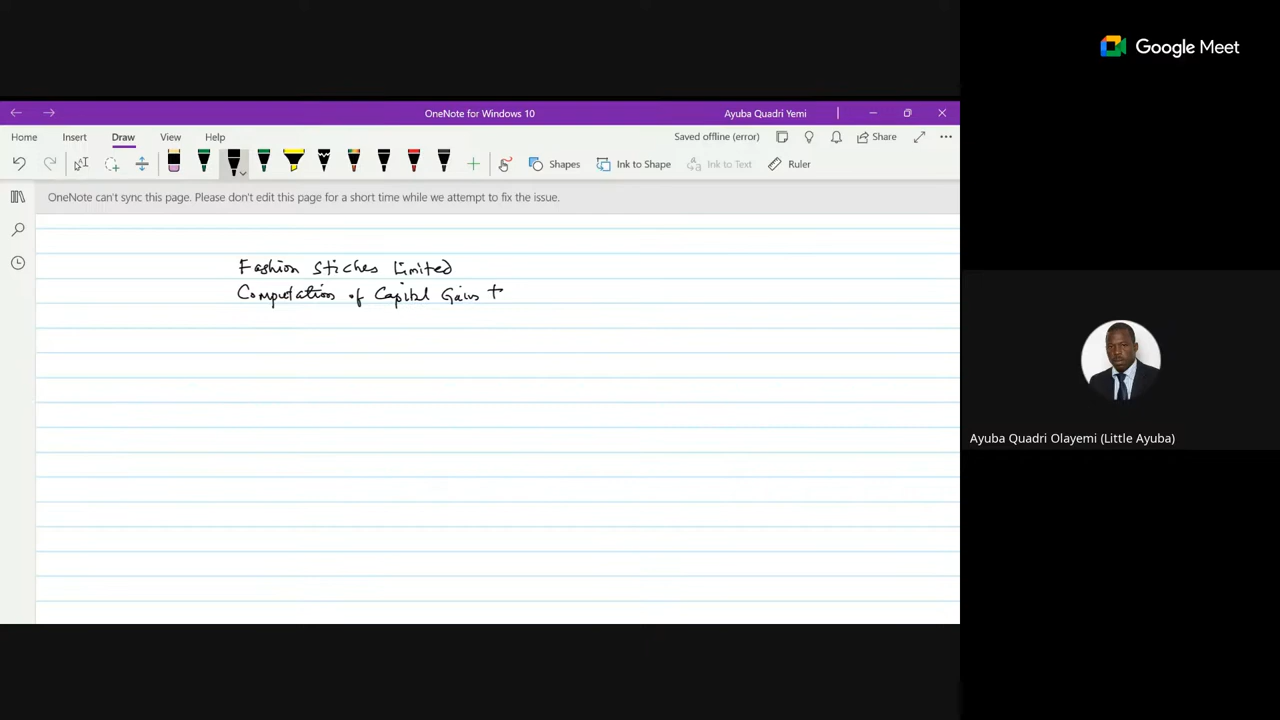 Google Meet
OneNote for Windows 10
Ayuba Quadri Yemi
Home Insert Draw View Help
Saved offline (error)
Share
Shapes
Ink to Shape
Ink to Text
Ruler
OneNote can't sync this page. Please don't edit this page for a short time while we attempt to fix the issue.
Fashion Stiches Limited
Computation of Capital Gains t
Ayuba Quadri Olayemi (Little Ayuba)